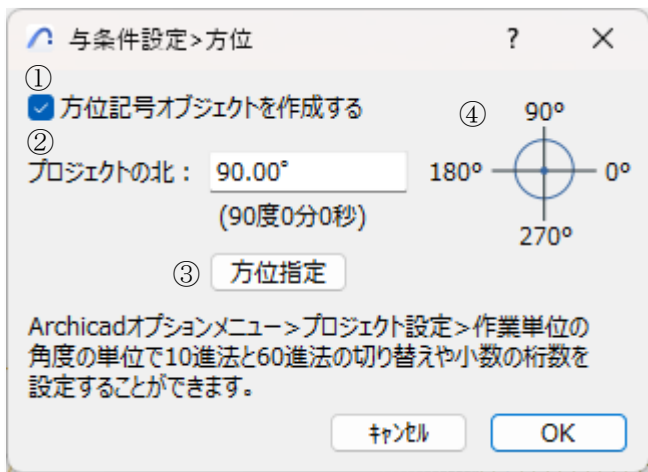 与条件設定>方位 ?
①
方位記号オブジェクトを作成する
④ 90°
②
プロジェクトの北： 90.00°
180° 0°
(90度0分0秒)
270°
③ 方位指定
Archicadオプションメニュー>プロジェクト設定>作業単位の
角度の単位で10進法と60進法の切り替えや小数の桁数を
設定することができます。
ｷｬﾝｾﾙ OK